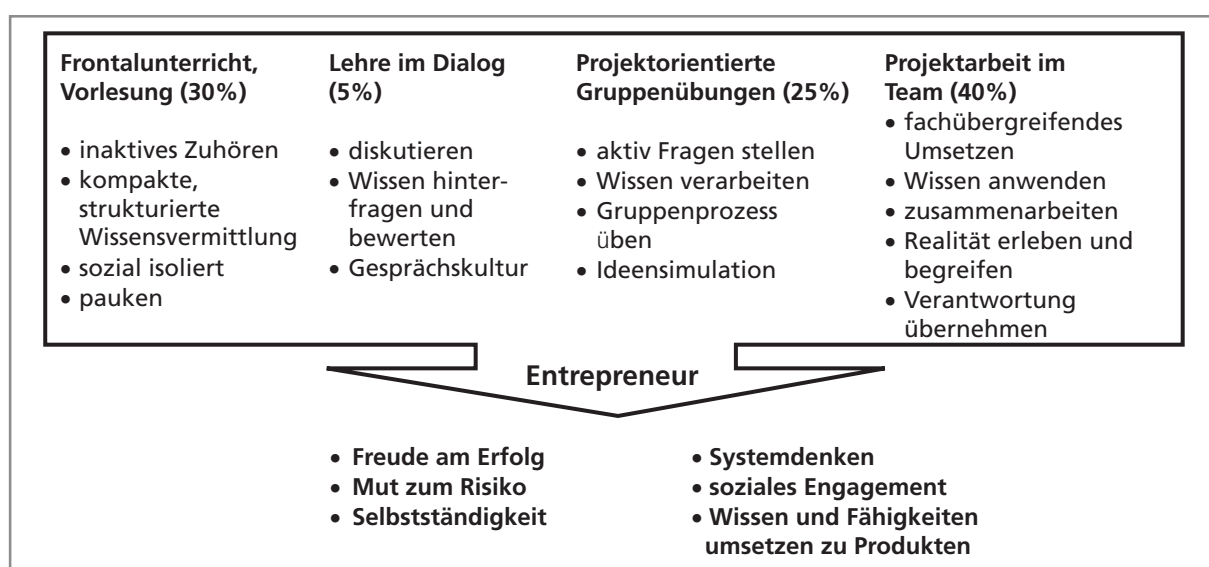 Frontalunterricht,
Vorlesung (30%)
• inaktives Zuhören
• kompakte,
strukturierte
Wissensvermittlung
• sozial isoliert
• pauken
Lehre im Dialog
(5%)
• diskutieren
• Wissen hinter-
fragen und
bewerten
• Gesprächskultur
Projektorientierte
Gruppenübungen (25%)
• aktiv Fragen stellen
• Wissen verarbeiten
• Gruppenprozess
üben
• Ideensimulation
Projektarbeit im
Team (40%)
• fachübergreifendes
Umsetzen
• Wissen anwenden
• zusammenarbeiten
• Realität erleben und
begreifen
• Verantwortung
übernehmen
Entrepreneur
• Freude am Erfolg
• Mut zum Risiko
• Selbstständigkeit
• Systemdenken
• soziales Engagement
• Wissen und Fähigkeiten
umsetzen zu Produkten